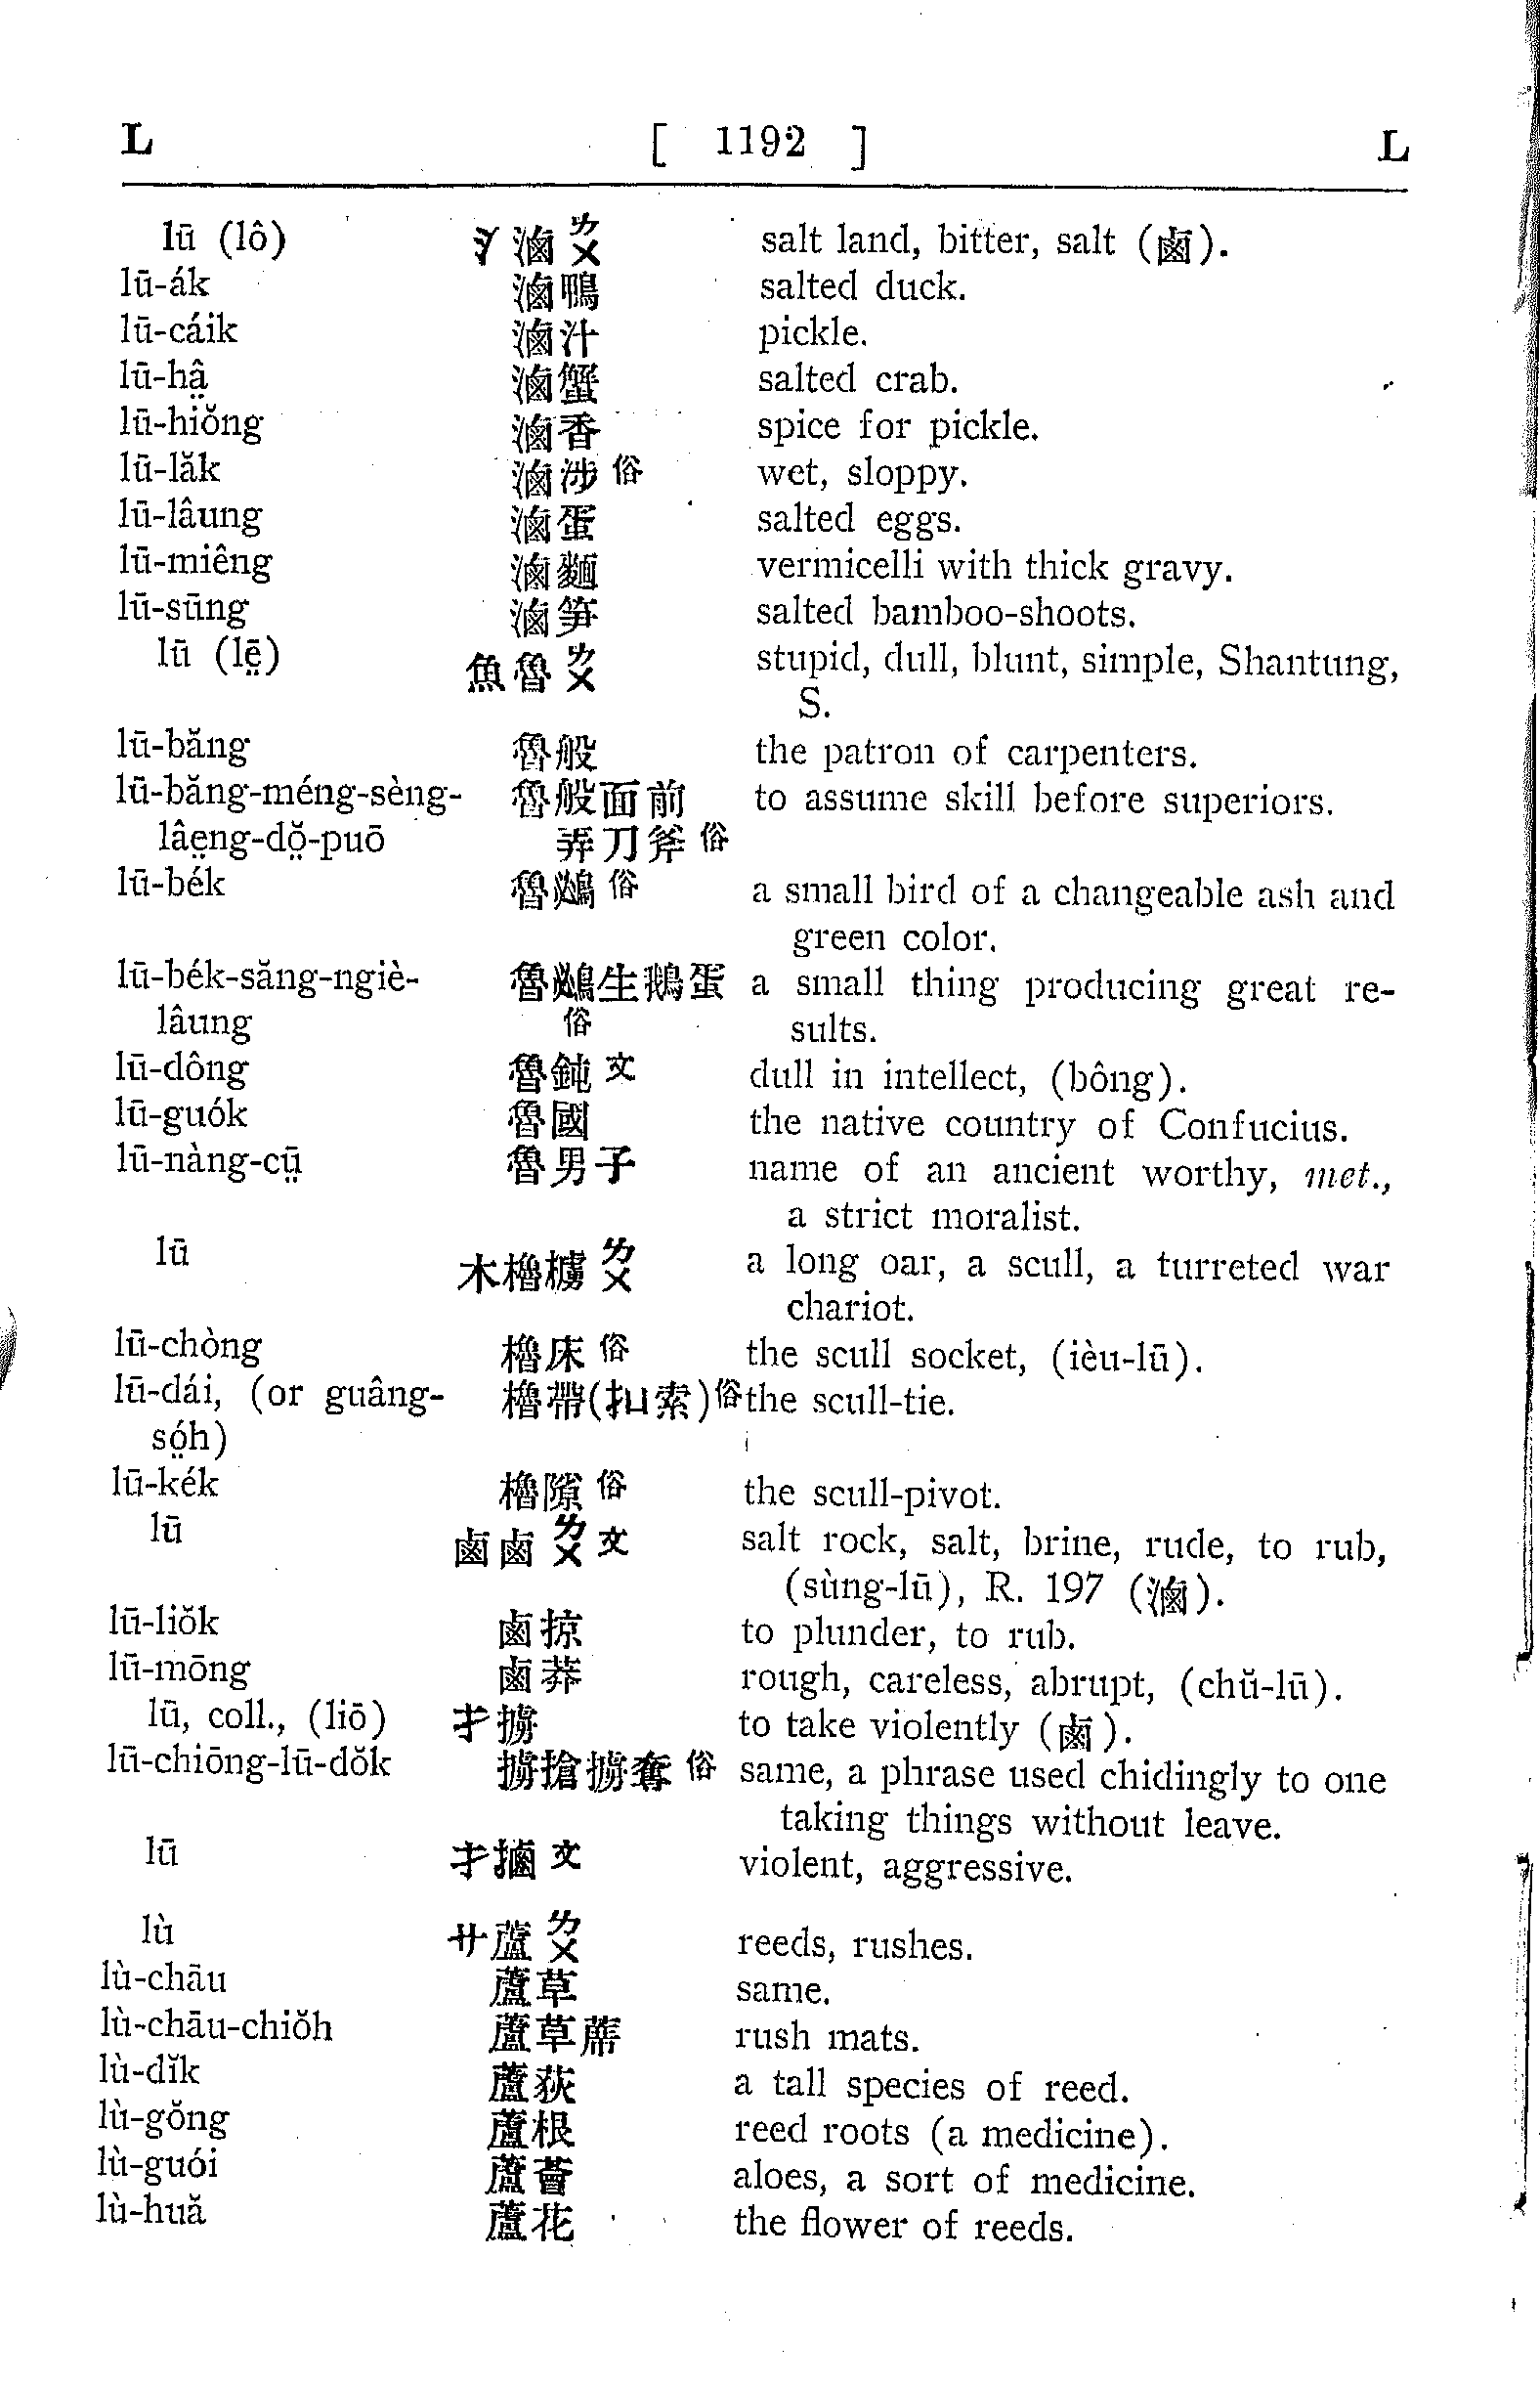 L [ 1192 ] L
lū (lô) 氵滷 ㄌㄨ salt land, bitter, salt (鹵).
lū-ák 滷鴨 salted duck.
lū-cáik 滷汁 pickle.
lū-hâ̤ 滷蟹 salted crab.
lū-hiŏng 滷香 spice for pickle.
lū-lăk 滷涉俗 wet, sloppy.
lū-lâung 滷蛋 salted eggs.
lū-miêng 滷麵 vermicelli with thick gravy.
lū-sūng 滷笋 salted bamboo-shoots.
lū (lē̤) 魚魯 ㄌㄨ stupid, dull, blunt, simple, Shantung,
S.
lū-băng 魯般 the patron of carpenters.
lū-băng-méng-sèng- 魯般面前 to assume skill before superiors.
lâe̤ng-dŏ̤-puō 弄刀斧俗
lū-bék 魯鷝俗 a small bird of a changeable ash and
green color.
lū-bék-săng-ngiè- 魯鷝生鵝蛋 a small thing producing great re-
lâung 俗 sults.
lū-dông 魯鈍文 dull in intellect, (bông).
lū-guók 魯國 the native country of Confucius.
lū-nàng-cṳ̄ 魯男子 name of an ancient worthy, met.,
a strict moralist.
lū 木櫓㯭 ㄌㄨ a long oar, a scull, a turreted war
chariot.
lū-chòng 櫓床俗 the scull socket, (ièu-lū).
lū-dái, (or guâng- 櫓帶(扣索)俗 the scull-tie.
só̤h)
lū-kék 櫓隙俗 the scull-pivot.
lū 鹵鹵 ㄌㄨ 文 salt rock, salt, brine, rude, to rub,
(sùng-lū), R. 197 (滷).
lū-liŏk 鹵掠 to plunder, to rub.
lū-mōng 鹵莽 rough, careless, abrupt, (chŭ-lū).
lū, coll., (liō) 扌擄 to take violently (鹵).
lū-chiōng-lū-dŏk 擄搶擄奪俗 same, a phrase used chidingly to one
taking things without leave.
lū 扌㩣文 violent, aggressive.
lù 艹蘆 ㄌㄨ reeds, rushes.
lù-chāu 蘆草 same.
lù-chāu-chiŏh 蘆草蓆 rush mats.
lù-dĭk 蘆荻 a tall species of reed.
lù-gŏng 蘆根 reed roots (a medicine).
lù-guói 蘆薈 aloes, a sort of medicine.
lù-huă 蘆花 the flower of reeds.